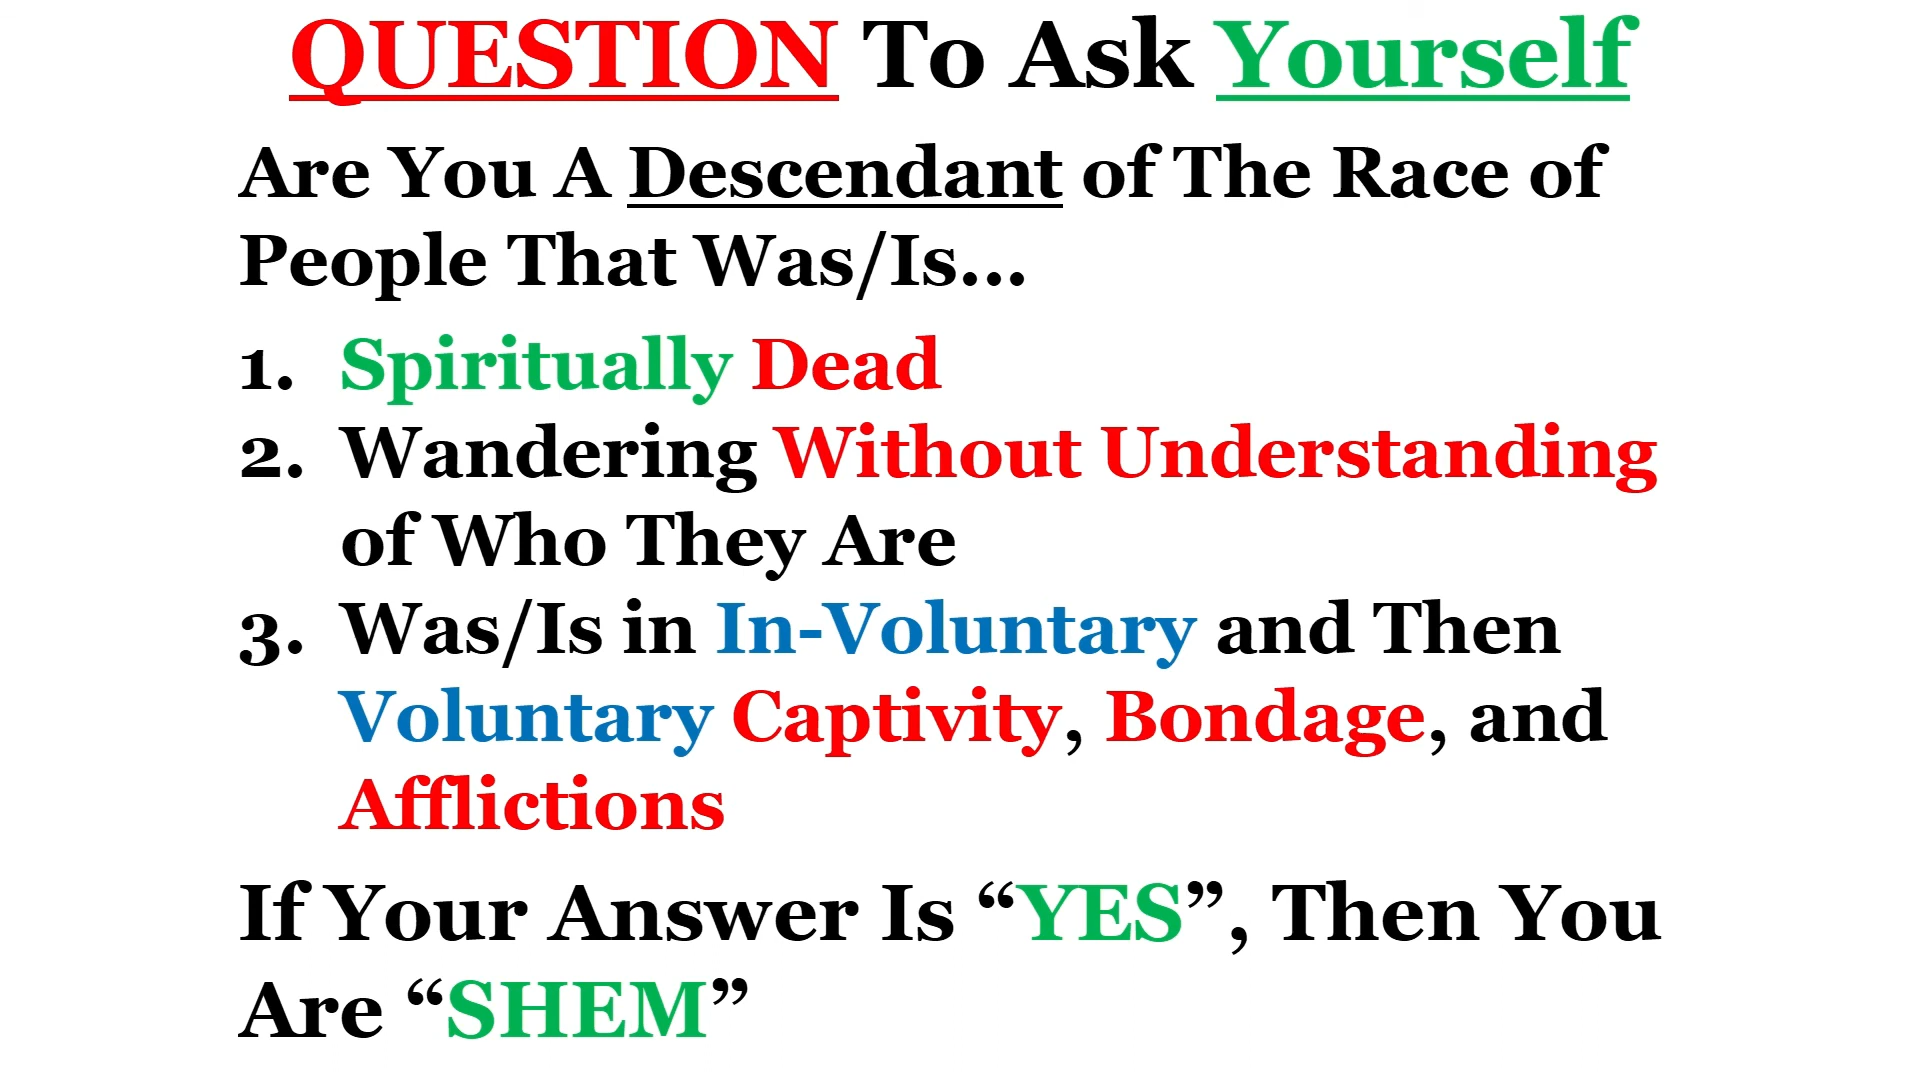 QUESTION To Ask Yourself
Are You A Descendant of The Race of
People That Was/Is...
1. Spiritually Dead
2. Wandering Without Understanding
of Who They Are
3. Was/Is in In-Voluntary and Then
Voluntary Captivity, Bondage, and
Afflictions
If Your Answer Is “YES”, Then You
Are “SHEM”